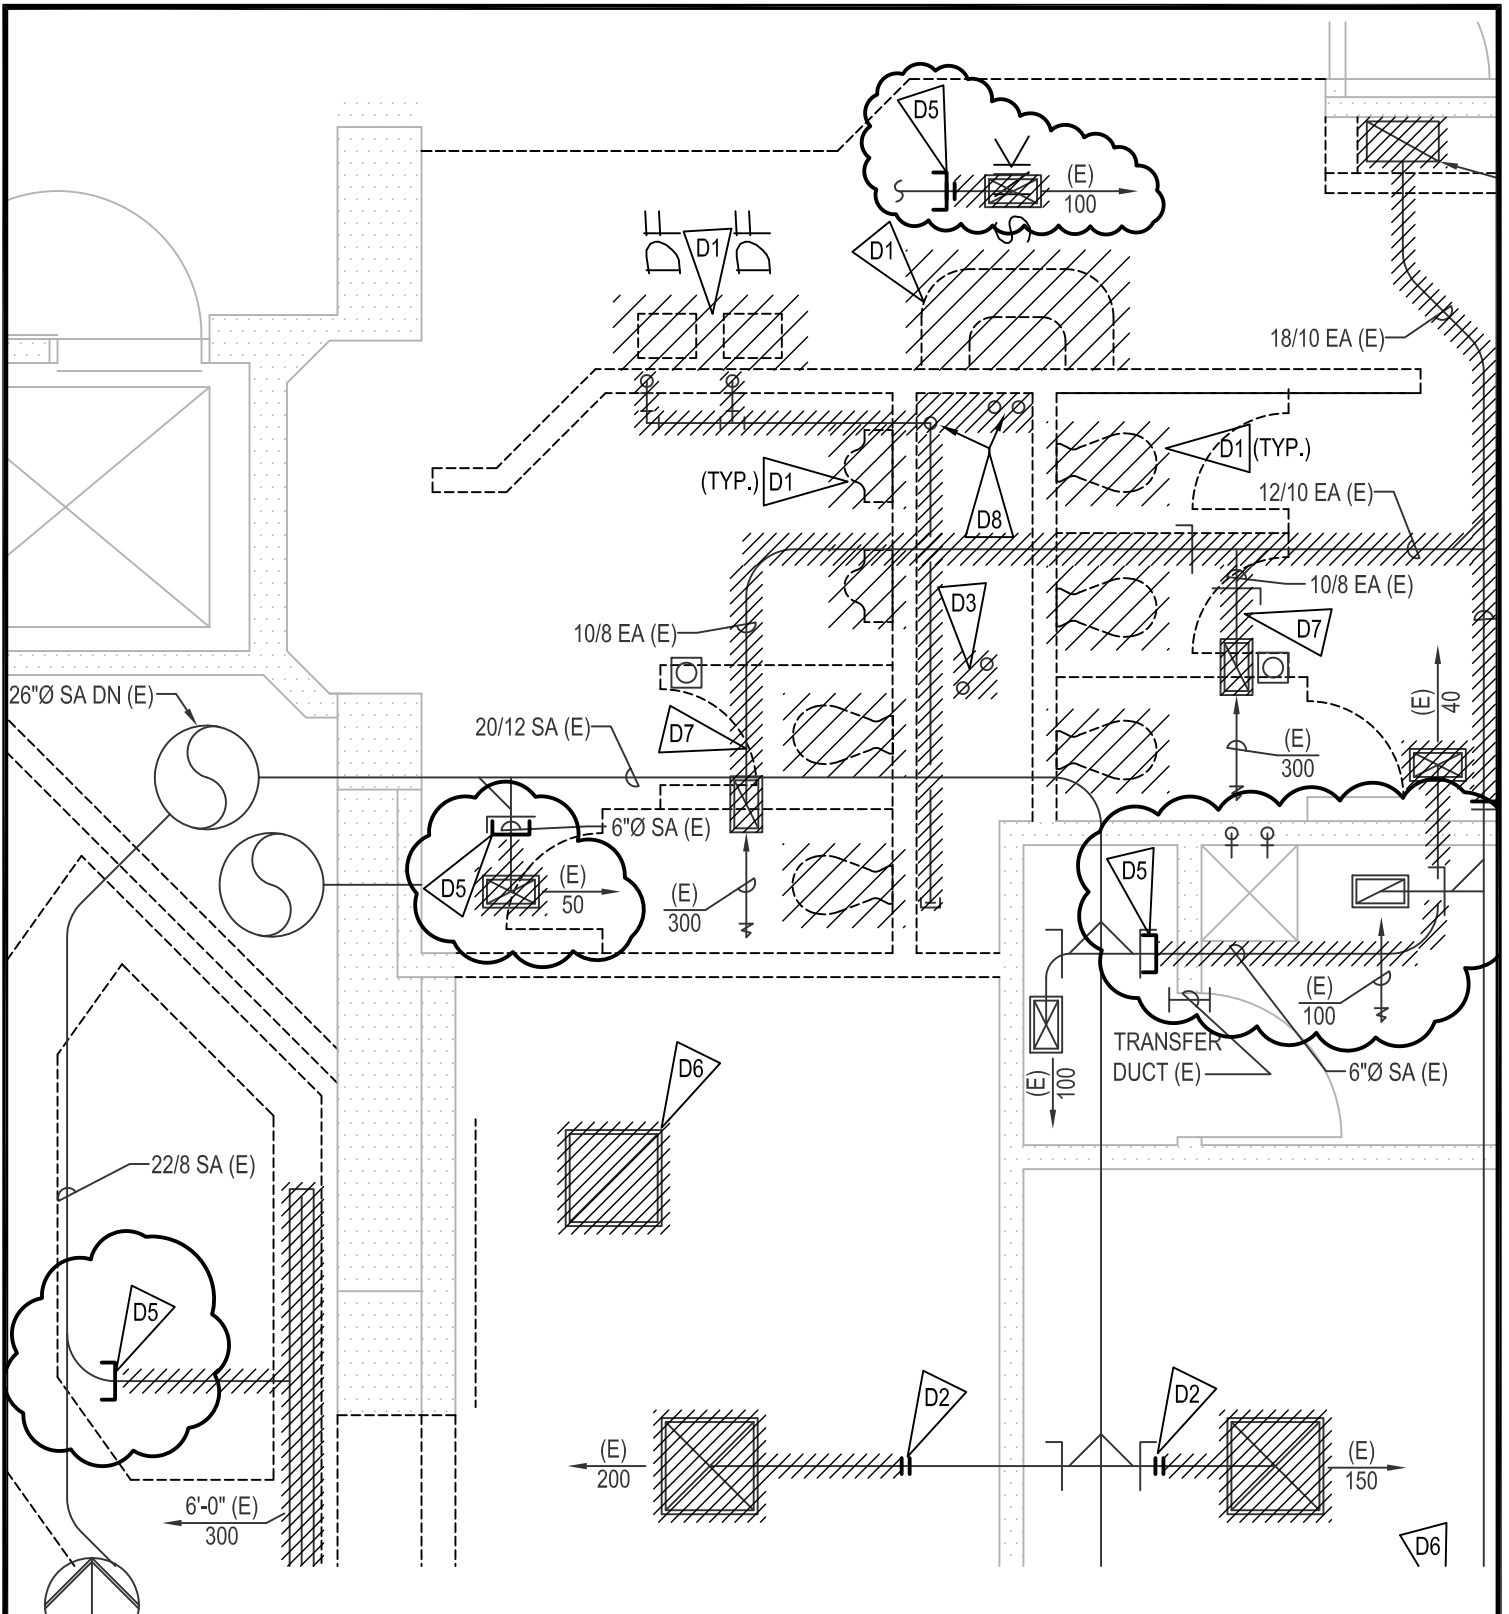 D5
(E)
100
D1
D1
18/10 EA (E)
D1 (TYP.)
(TYP.) D1
12/10 EA (E)
D8
10/8 EA (E)
D3
10/8 EA (E)
D7
26"Ø SA DN (E)
20/12 SA (E)
D7
(E)
40
(E)
300
6"Ø SA (E)
D5
(E)
50
(E)
300
D5
(E)
100
TRANSFER
DUCT (E)
6"Ø SA (E)
(E)
100
D6
22/8 SA (E)
D5
D2
D2
(E)
200
(E)
150
6'-0" (E)
300
D6